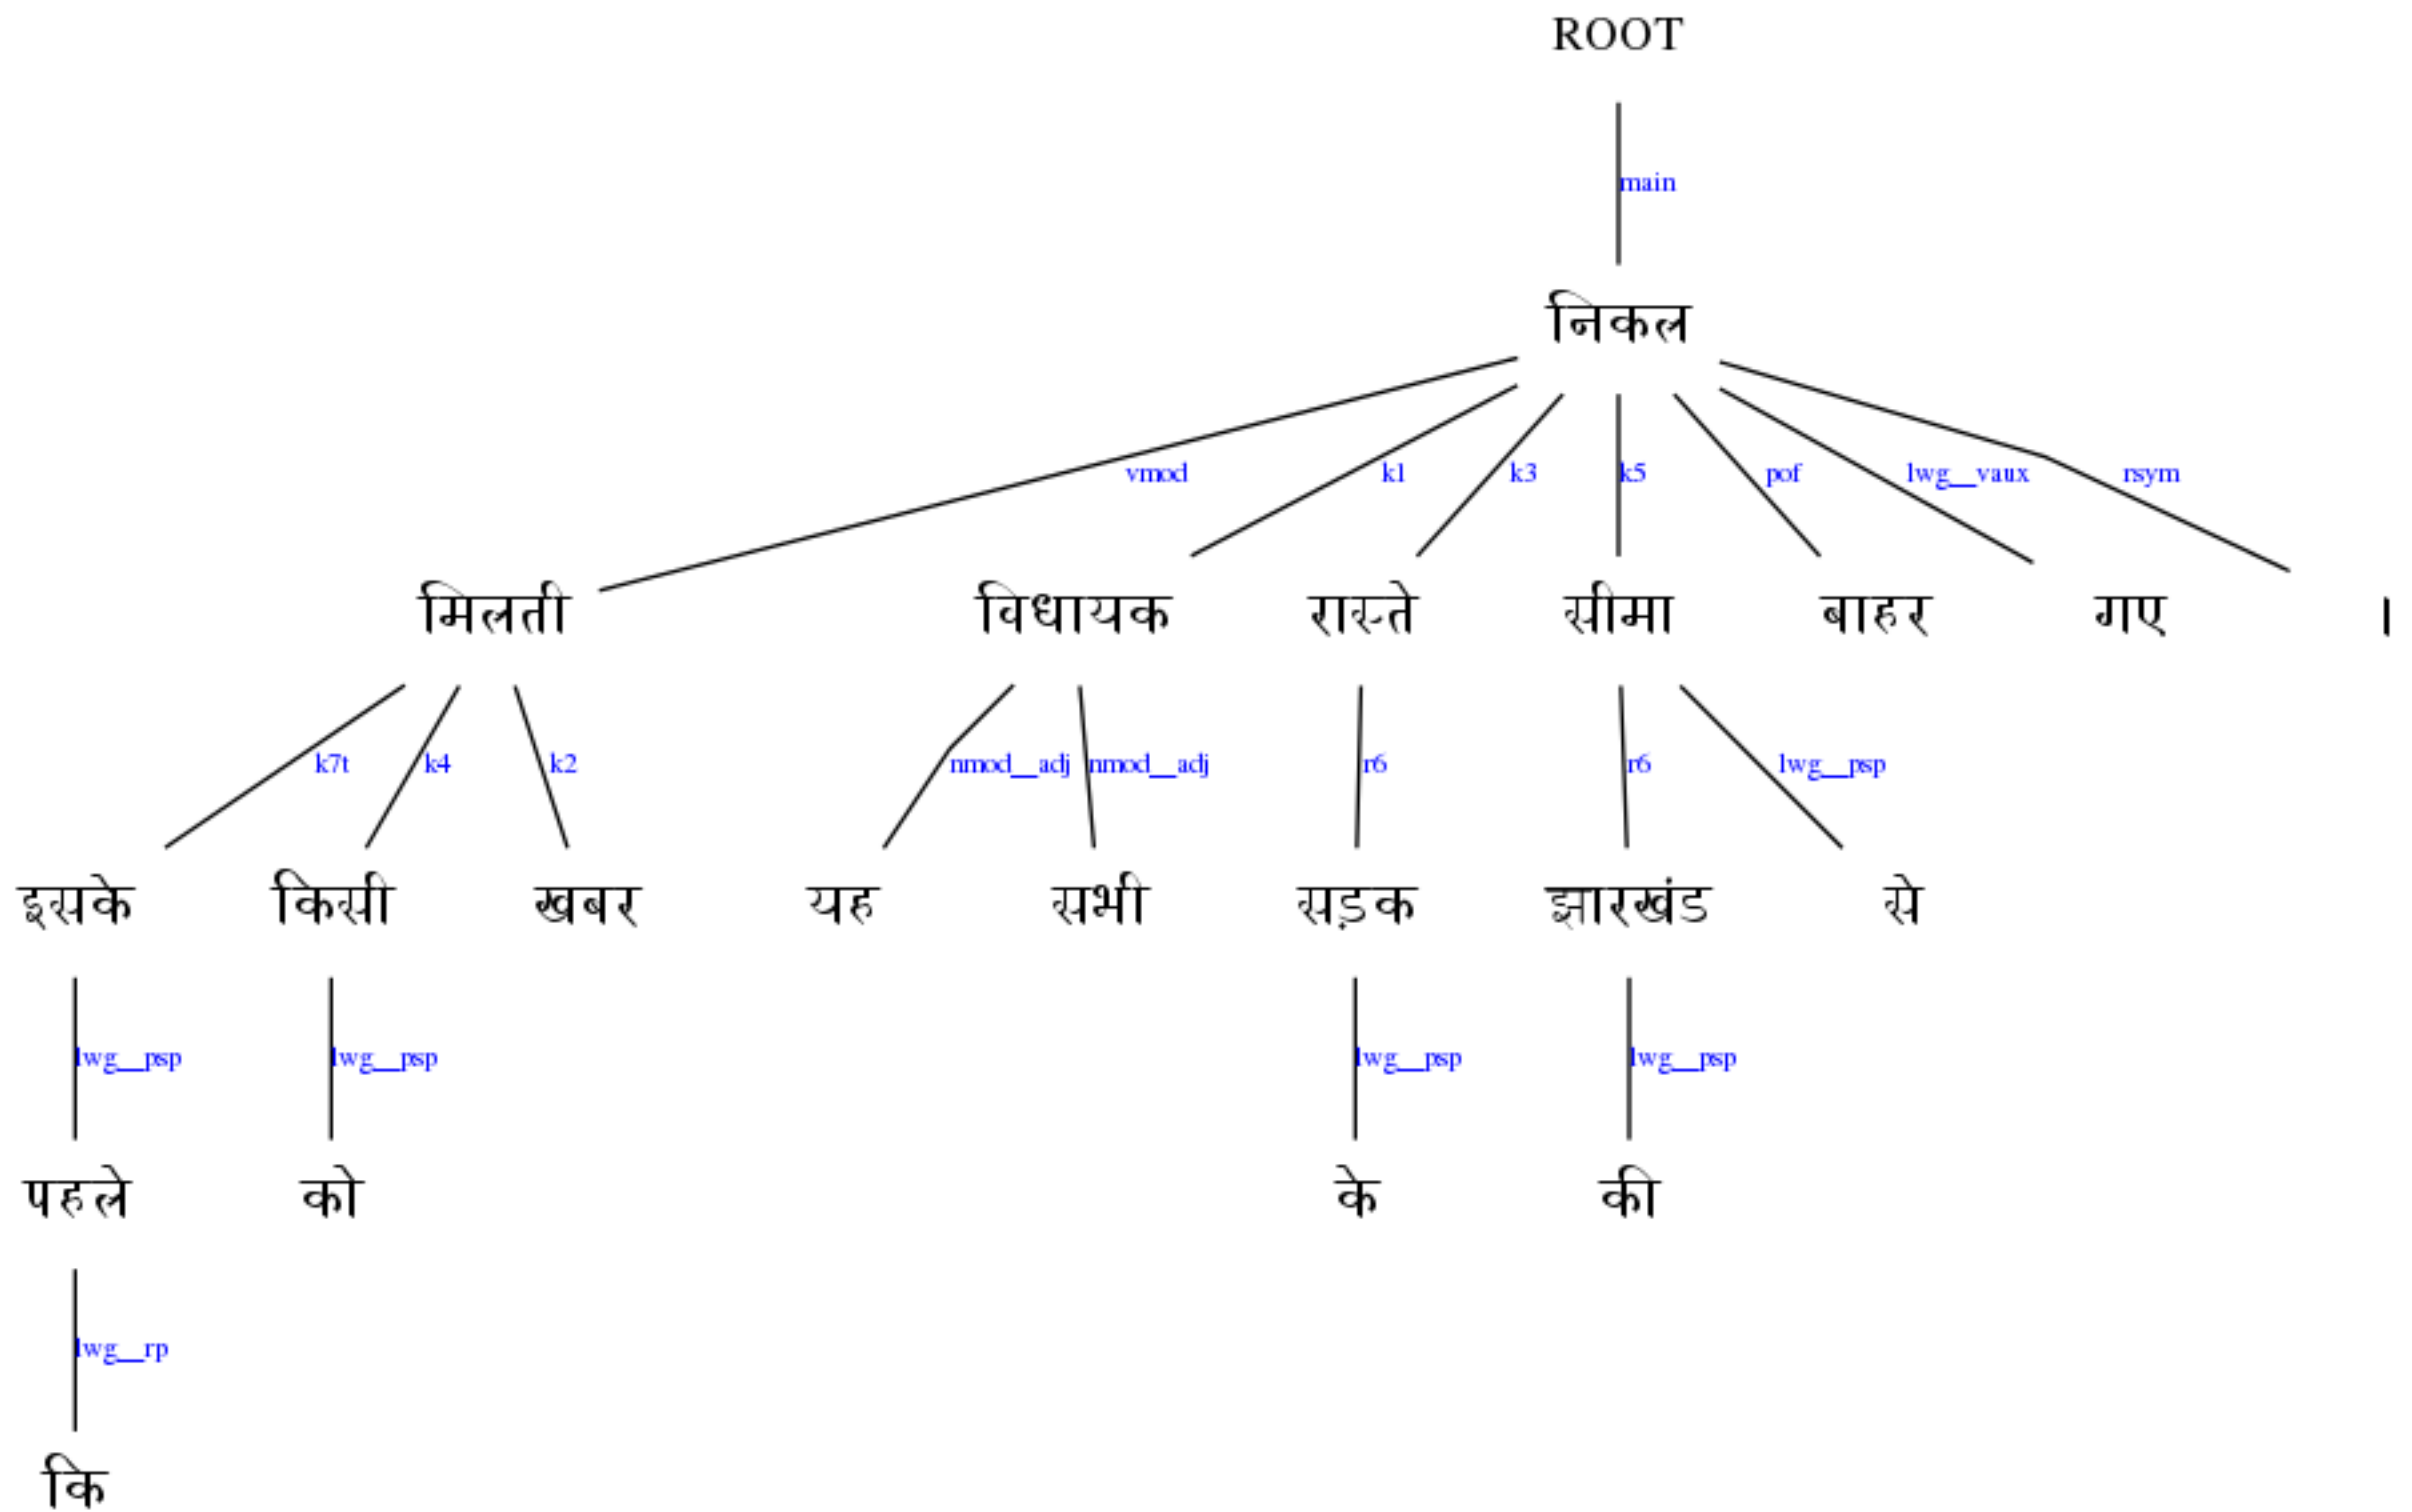 ROOT
main
निकल
vmod k1 k3 k5 pof lwg__vaux rsym
मिलती विधायक रास्ते सीमा बाहर गए ।
k7t k4 k2 nmod__adj nmod__adj r6 r6 lwg__psp
इसके किसी खबर यह सभी सड़क झारखंड से
lwg__psp lwg__psp lwg__psp lwg__psp
पहले को के की
lwg__rp
कि